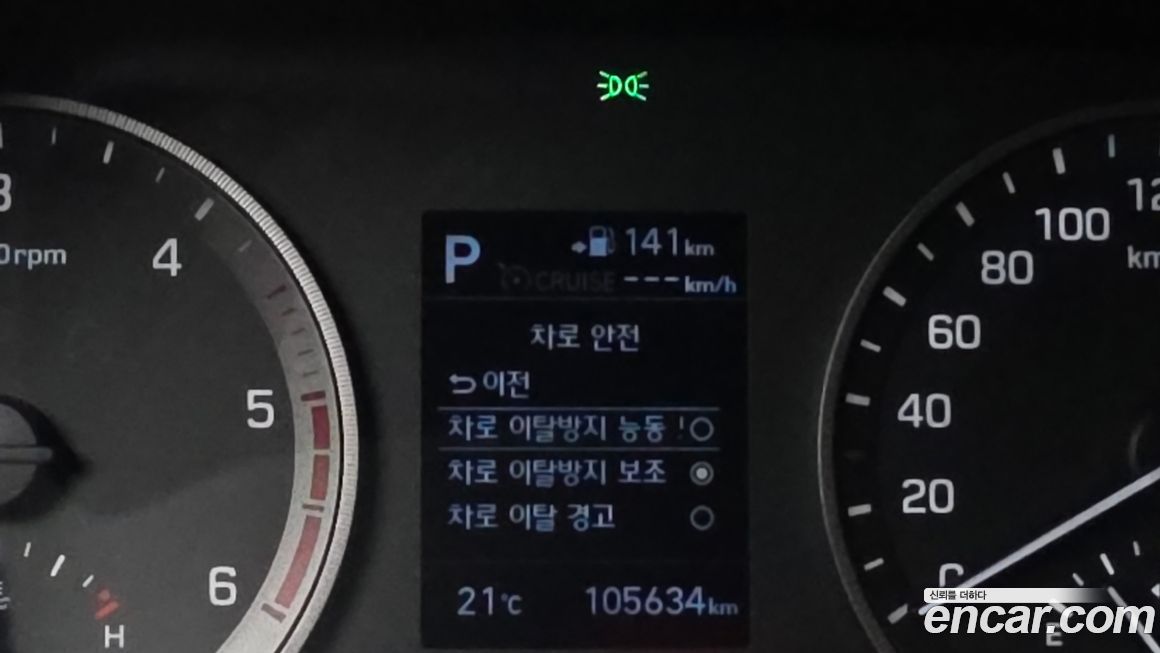 3
0rpm
4
5
6
H
P
141km
CRUISE ---km/h
차로 안전
이전
차로 이탈방지 능동
차로 이탈방지 보조
차로 이탈 경고
21℃ 105634km
20
40
60
80
100
12
km
E
신뢰를 더하다
encar.com